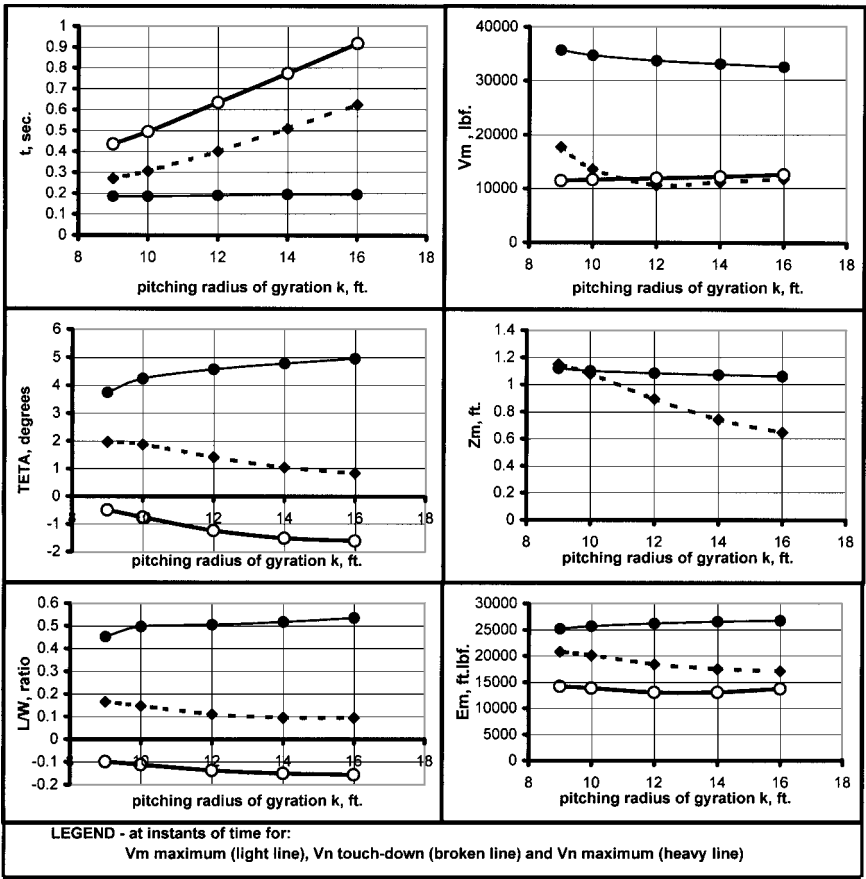 1
0.9
0.8
0.7
0.6
0.5
0.4
0.3
0.2
0.1
0
t, sec.
8 10 12 14 16 18
pitching radius of gyration k, ft.
40000
30000
20000
10000
0
Vm , lbf.
8 10 12 14 16 18
pitching radius of gyration k, ft.
6
5
4
3
2
1
0
-1
-2
TETA, degrees
8 10 12 14 16 18
pitching radius of gyration k, ft.
1.4
1.2
1
0.8
0.6
0.4
0.2
0
Zm, ft.
8 10 12 14 16 18
pitching radius of gyration k, ft.
0.6
0.5
0.4
0.3
0.2
0.1
0
-0.1
-0.2
L/W, ratio
8 10 12 14 16 18
pitching radius of gyration k, ft.
30000
25000
20000
15000
10000
5000
0
Em, ft.lbf.
8 10 12 14 16 18
pitching radius of gyration k, ft.
LEGEND - at instants of time for:
Vm maximum (light line), Vn touch-down (broken line) and Vn maximum (heavy line)